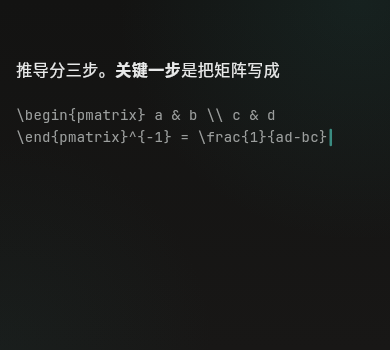 推导分三步。关键一步是把矩阵写成
\begin{pmatrix} a & b \\ c & d
\end{pmatrix}^{-1} = \frac{1}{ad-bc}